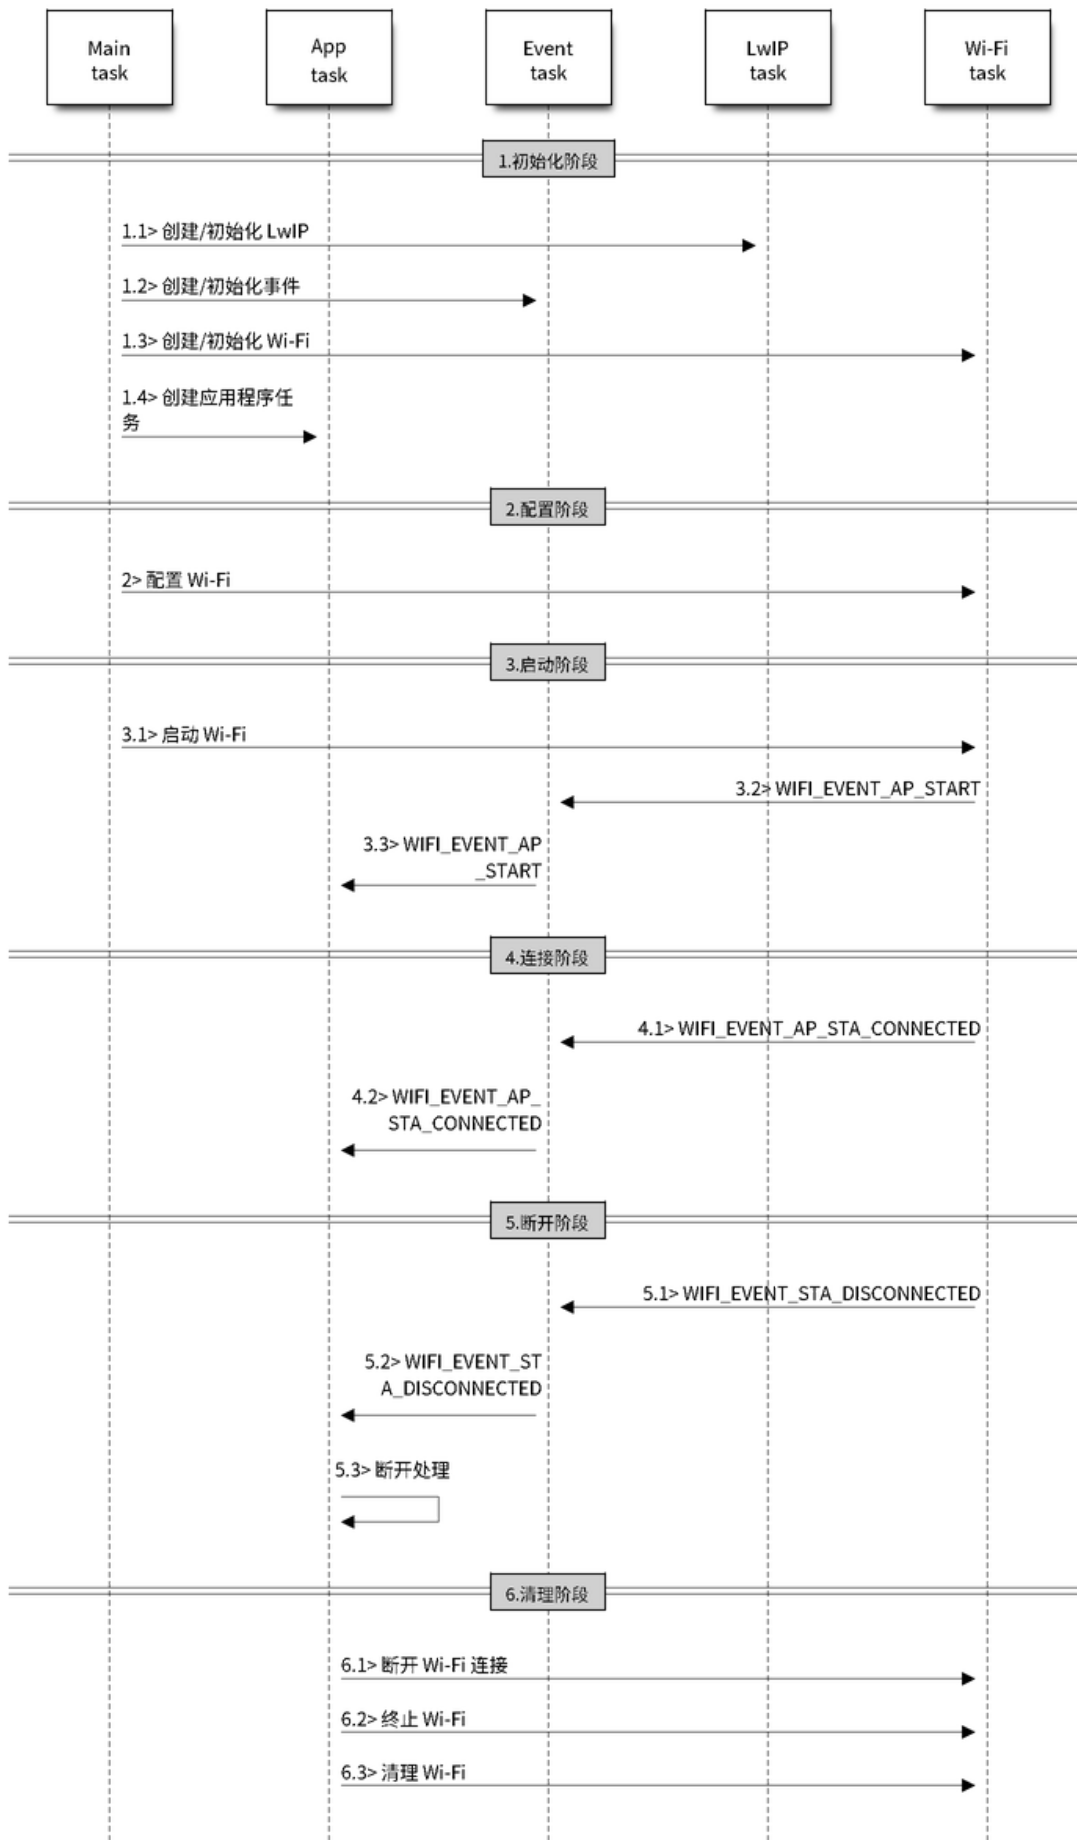 Main
task
App
task
Event
task
LwIP
task
Wi-Fi
task
1.初始化阶段
1.1> 创建/初始化 LwIP
1.2> 创建/初始化事件
1.3> 创建/初始化 Wi-Fi
1.4> 创建应用程序任
务
2.配置阶段
2> 配置 Wi-Fi
3.启动阶段
3.1> 启动 Wi-Fi
3.2> WIFI_EVENT_AP_START
3.3> WIFI_EVENT_AP
_START
4.连接阶段
4.1> WIFI_EVENT_AP_STA_CONNECTED
4.2> WIFI_EVENT_AP_
STA_CONNECTED
5.断开阶段
5.1> WIFI_EVENT_STA_DISCONNECTED
5.2> WIFI_EVENT_ST
A_DISCONNECTED
5.3> 断开处理
6.清理阶段
6.1> 断开 Wi-Fi 连接
6.2> 终止 Wi-Fi
6.3> 清理 Wi-Fi